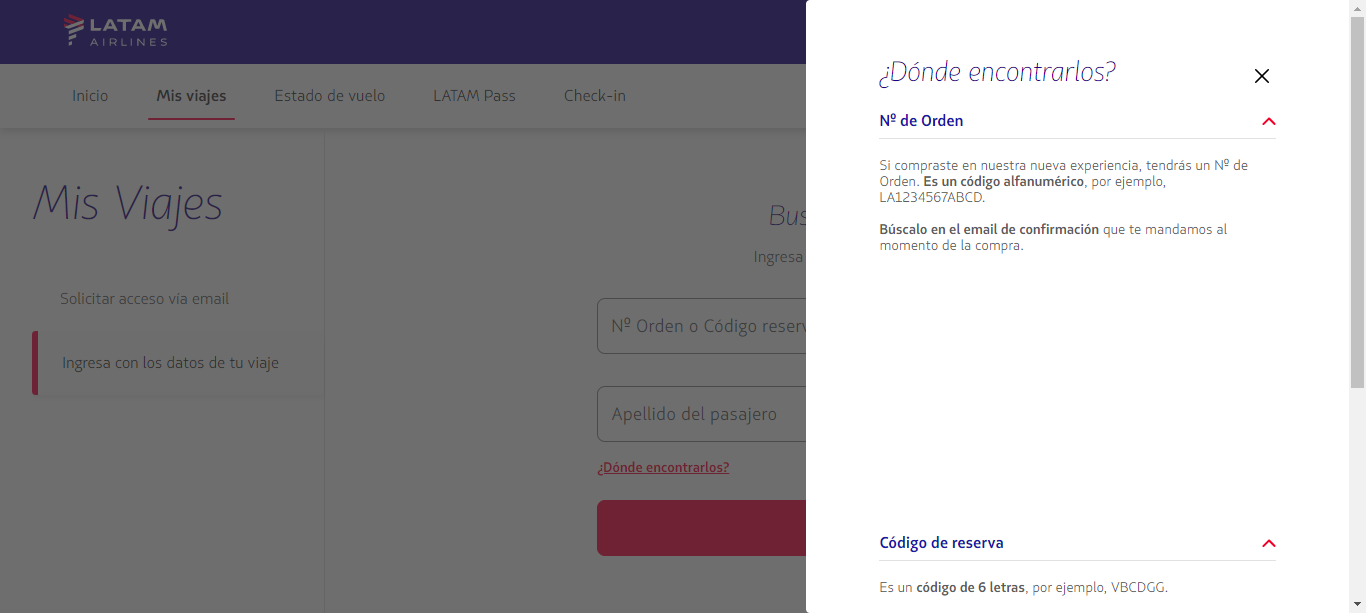 LATAM
AIRLINES
Inicio
Mis viajes
Estado de vuelo
LATAM Pass
Check-in
Mis Viajes
Solicitar acceso vía email
Ingresa con los datos de tu viaje
Ingresa
Nº Orden o Código
Apellido del pasajero
¿Dónde encontrarlos?
¿Dónde encontrarlos?
Nº de Orden
Si compraste en nuestra nueva experiencia, tendrás un Nº de
Orden. Es un código alfanumérico, por ejemplo,
LA1234567ABCD.
Búscalo en el email de confirmación que te mandamos al
momento de la compra.
Código de reserva
Es un código de 6 letras, por ejemplo, VBCDGG.